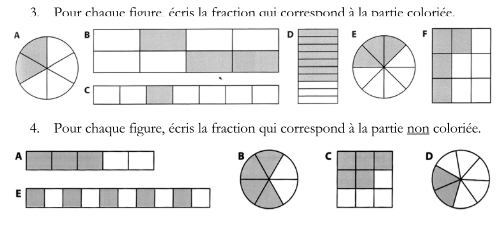 3. Pour chaque figure, écris la fraction qui correspond à la partie coloriée.
A B D E F
C
4. Pour chaque figure, écris la fraction qui correspond à la partie non coloriée.
A B C D
E